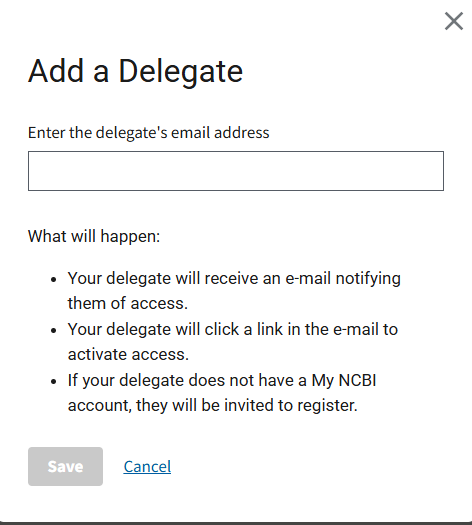 Add a Delegate
Enter the delegate's email address
What will happen:
• Your delegate will receive an e-mail notifying
them of access.
• Your delegate will click a link in the e-mail to
activate access.
• If your delegate does not have a My NCBI
account, they will be invited to register.
Save Cancel